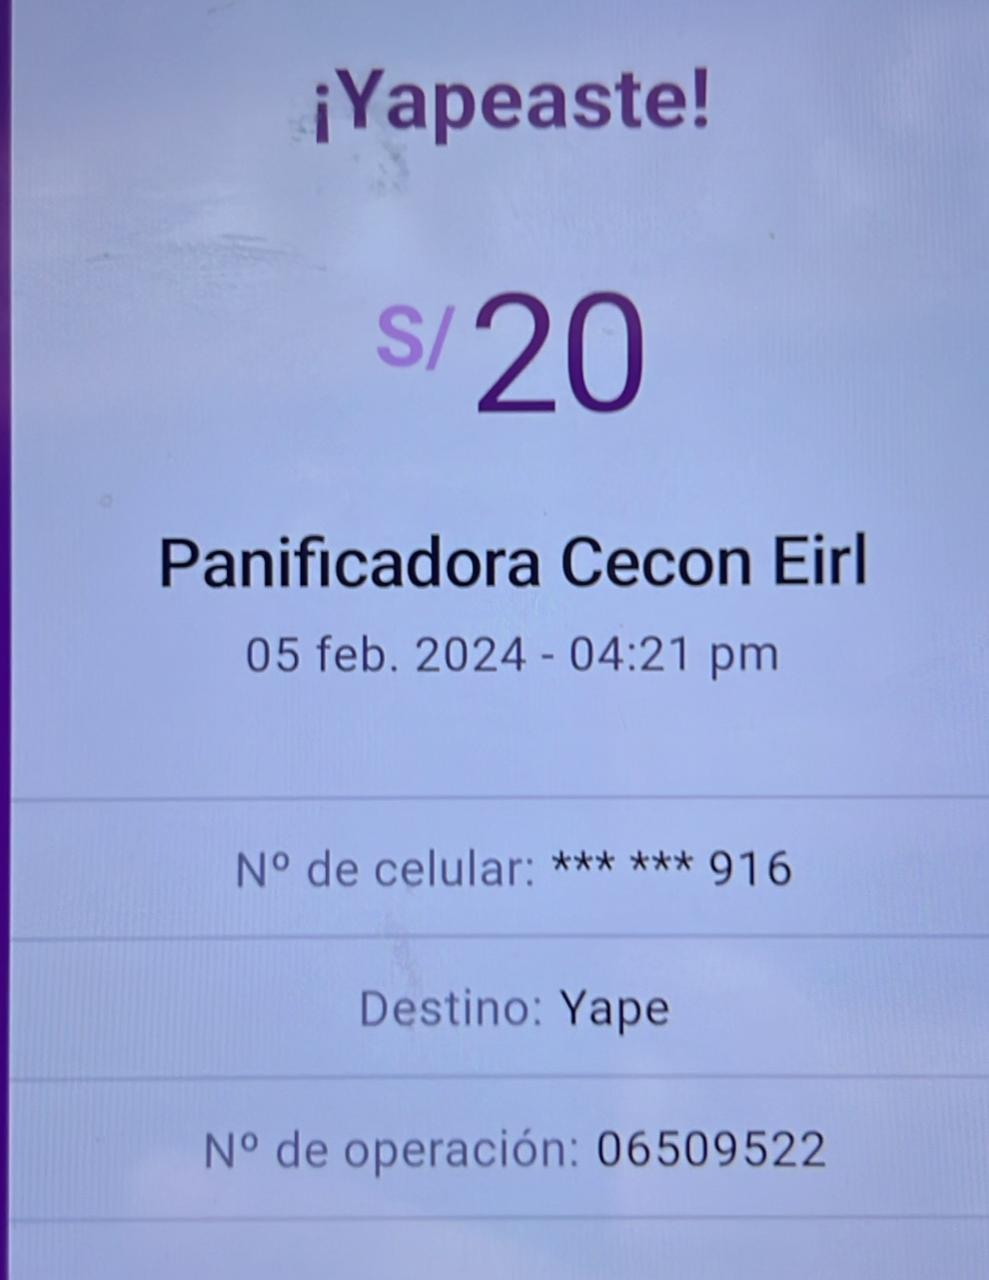 ¡Yapeaste!
S/20
Panificadora Cecon Eirl
05 feb. 2024 - 04:21 pm
Nº de celular: *** *** 916
Destino: Yape
Nº de operación: 06509522